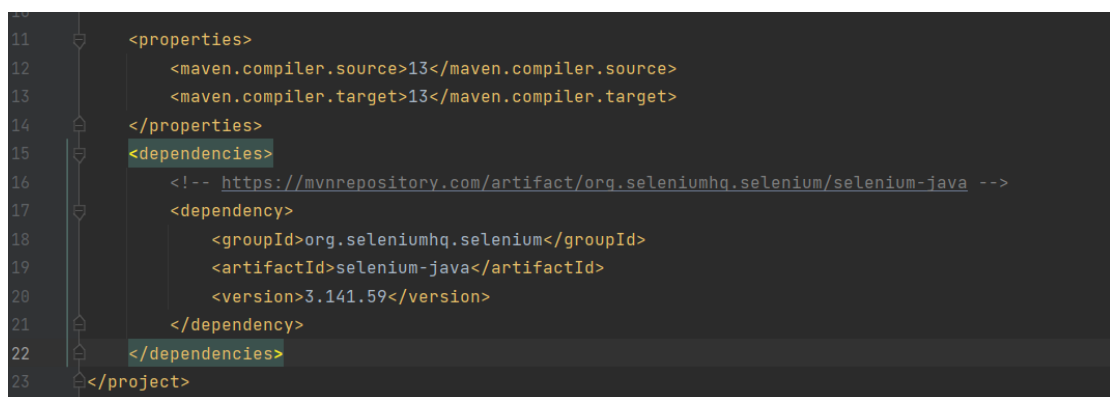 11 <properties>
12 <maven.compiler.source>13</maven.compiler.source>
13 <maven.compiler.target>13</maven.compiler.target>
14 </properties>
15 <dependencies>
16 <!-- https://mvnrepository.com/artifact/org.seleniumhq.selenium/selenium-java -->
17 <dependency>
18 <groupId>org.seleniumhq.selenium</groupId>
19 <artifactId>selenium-java</artifactId>
20 <version>3.141.59</version>
21 </dependency>
22 </dependencies>
23 </project>